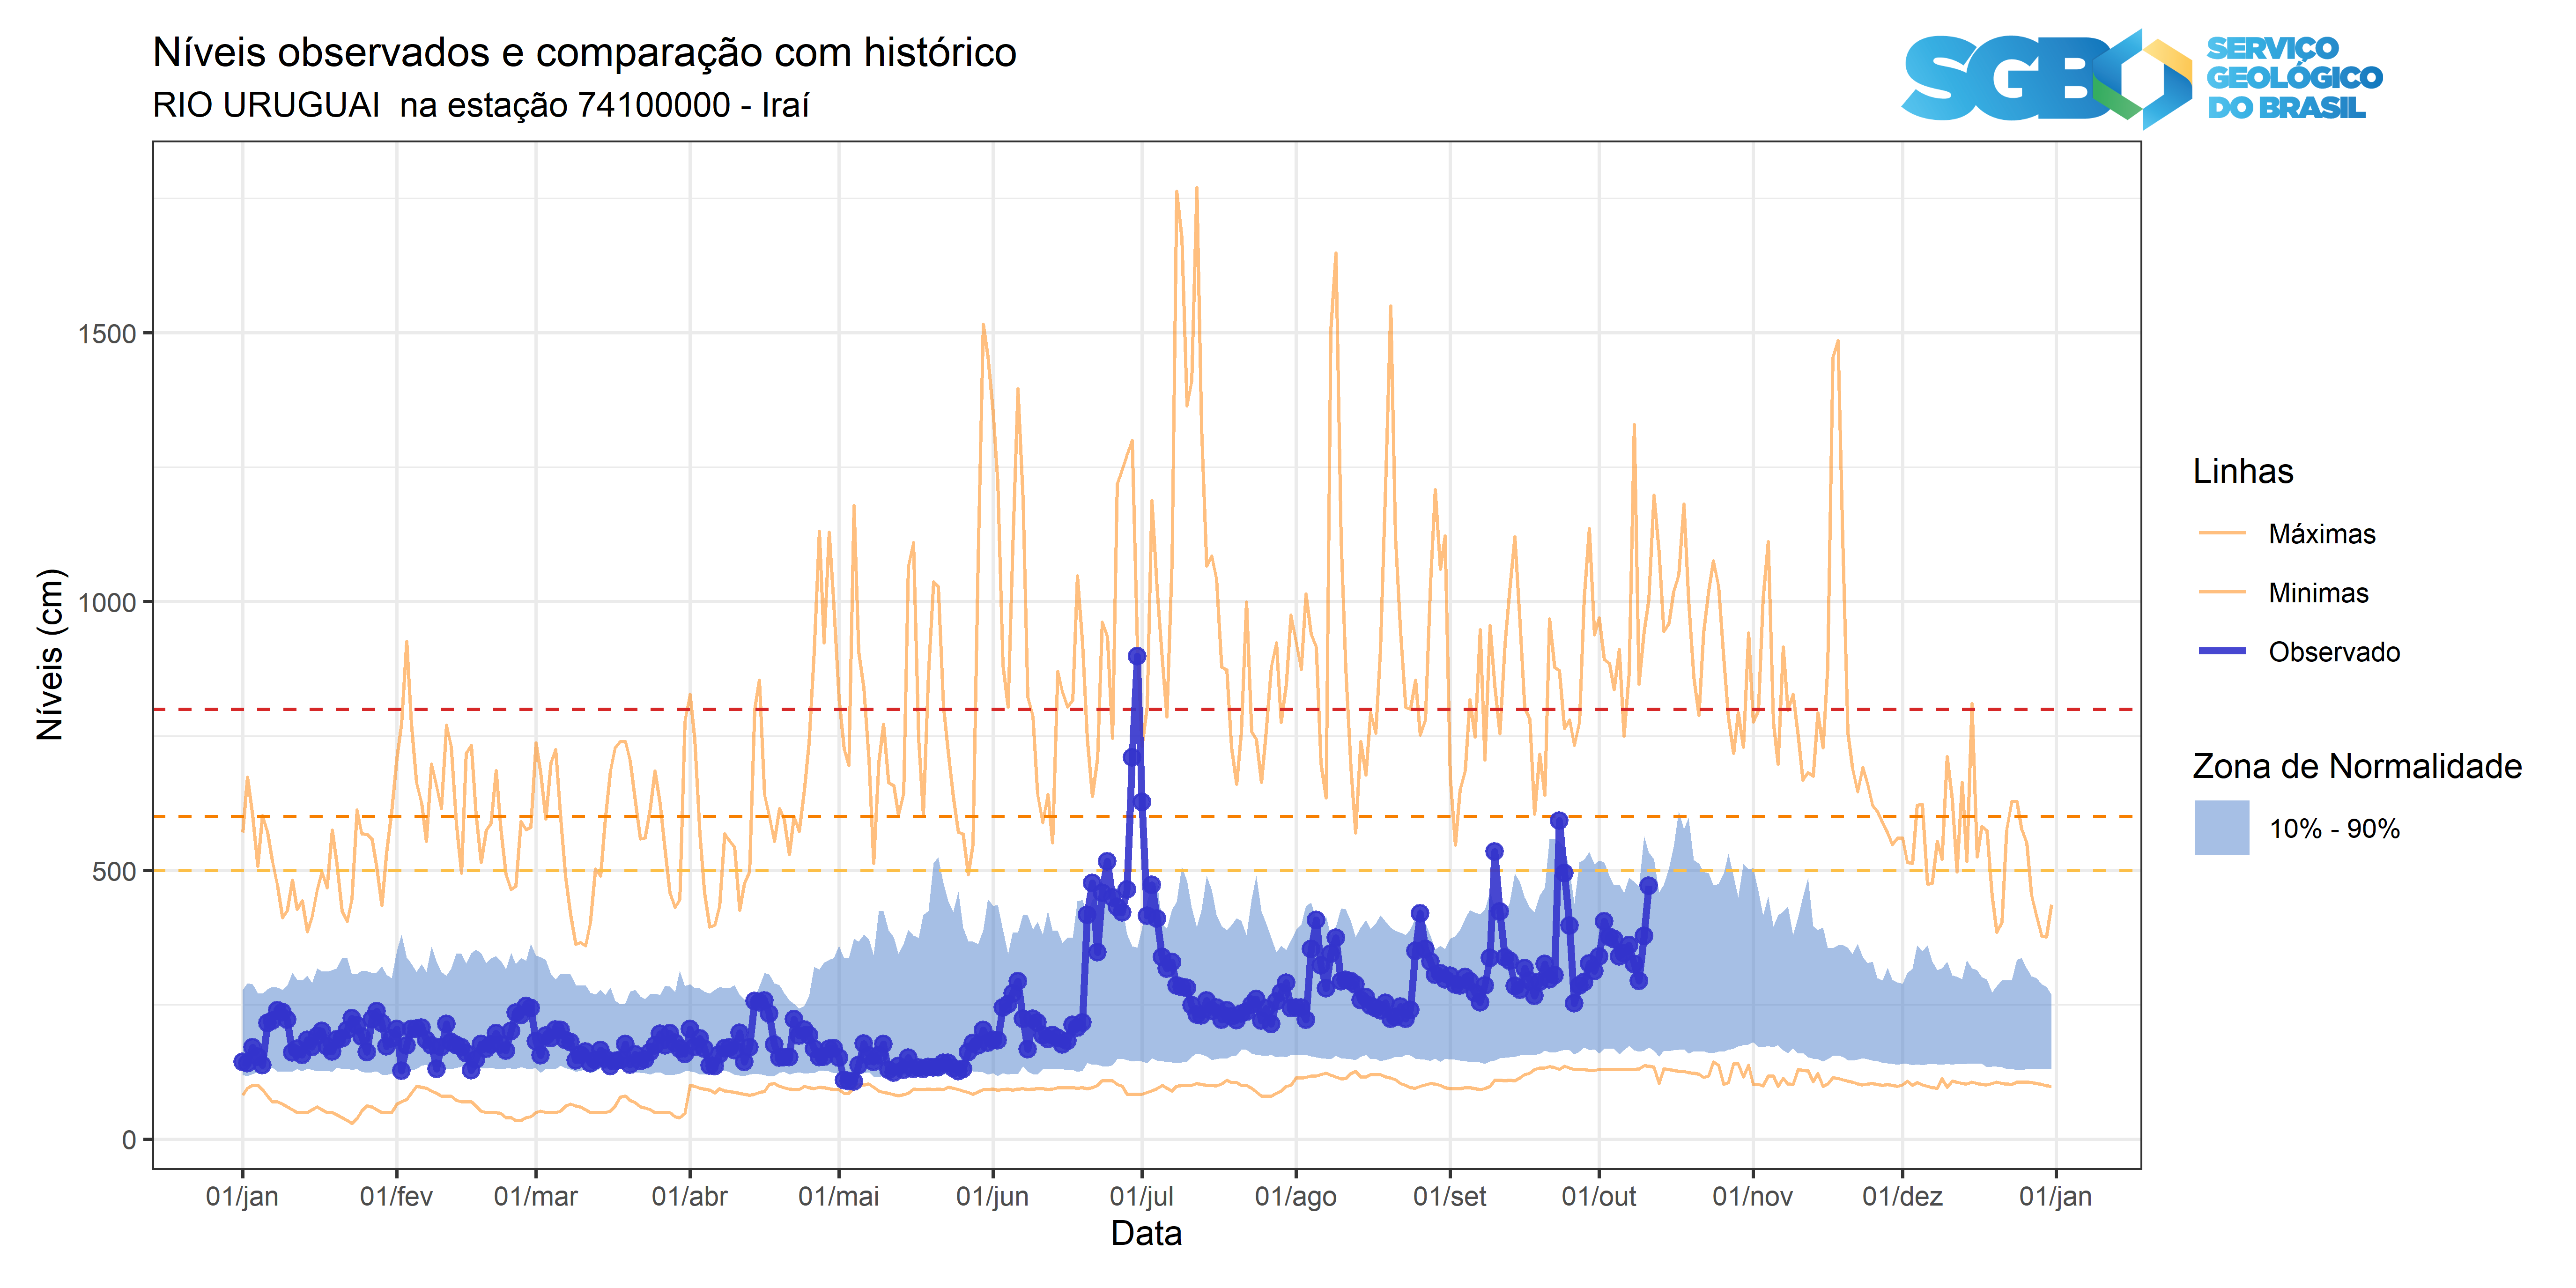 Níveis observados e comparação com histórico
RIO URUGUAI  na estação 74100000 - Iraí
SGB
SERVIÇO
GEOLÓGICO
DO BRASIL
Níveis (cm)
1500
1000
500
0
01/jan
01/fev
01/mar
01/abr
01/mai
01/jun
01/jul
01/ago
01/set
01/out
01/nov
01/dez
01/jan
Data
Linhas
Máximas
Minimas
Observado
Zona de Normalidade
10% - 90%